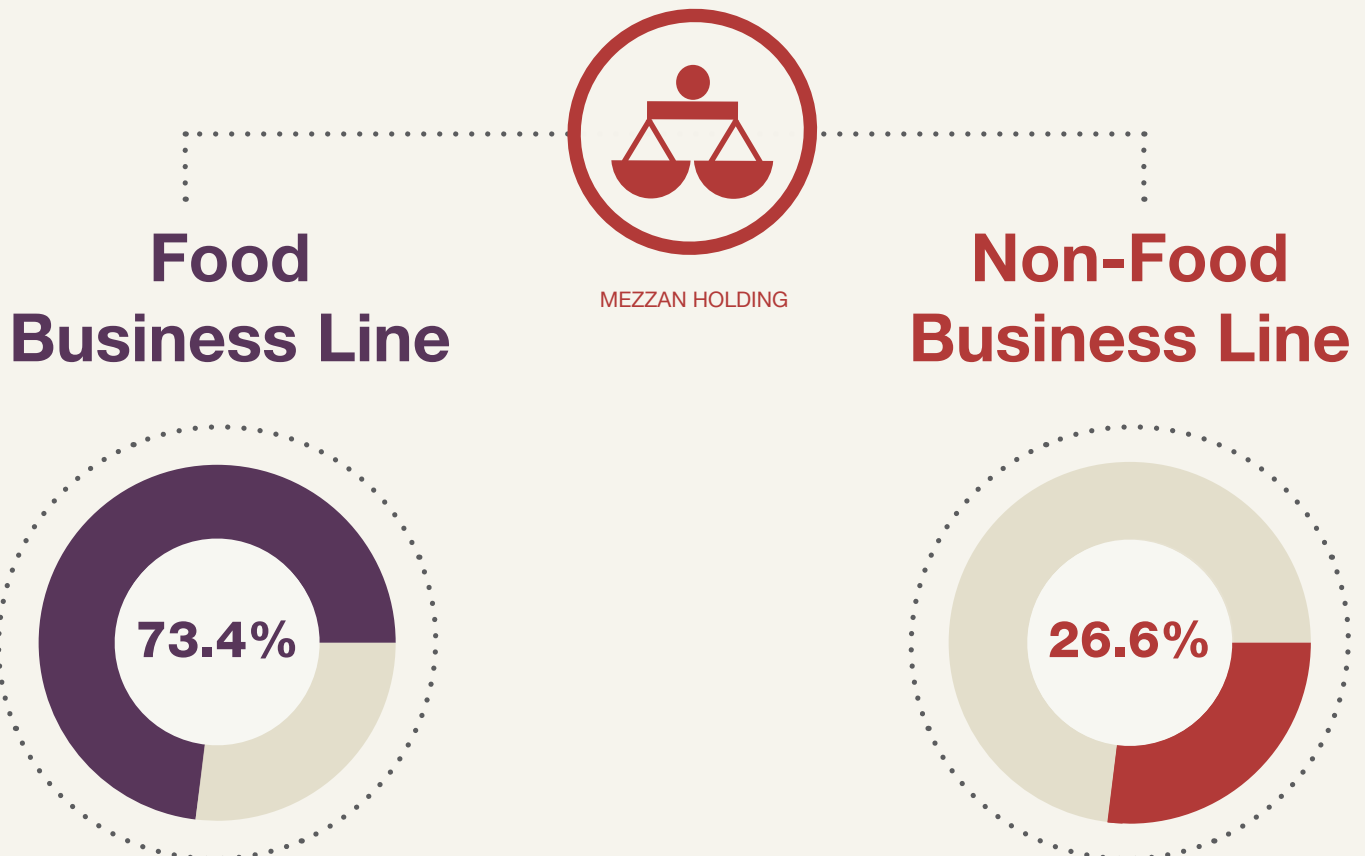 MEZZAN HOLDING
Food
Business Line
73.4%
Non-Food
Business Line
26.6%